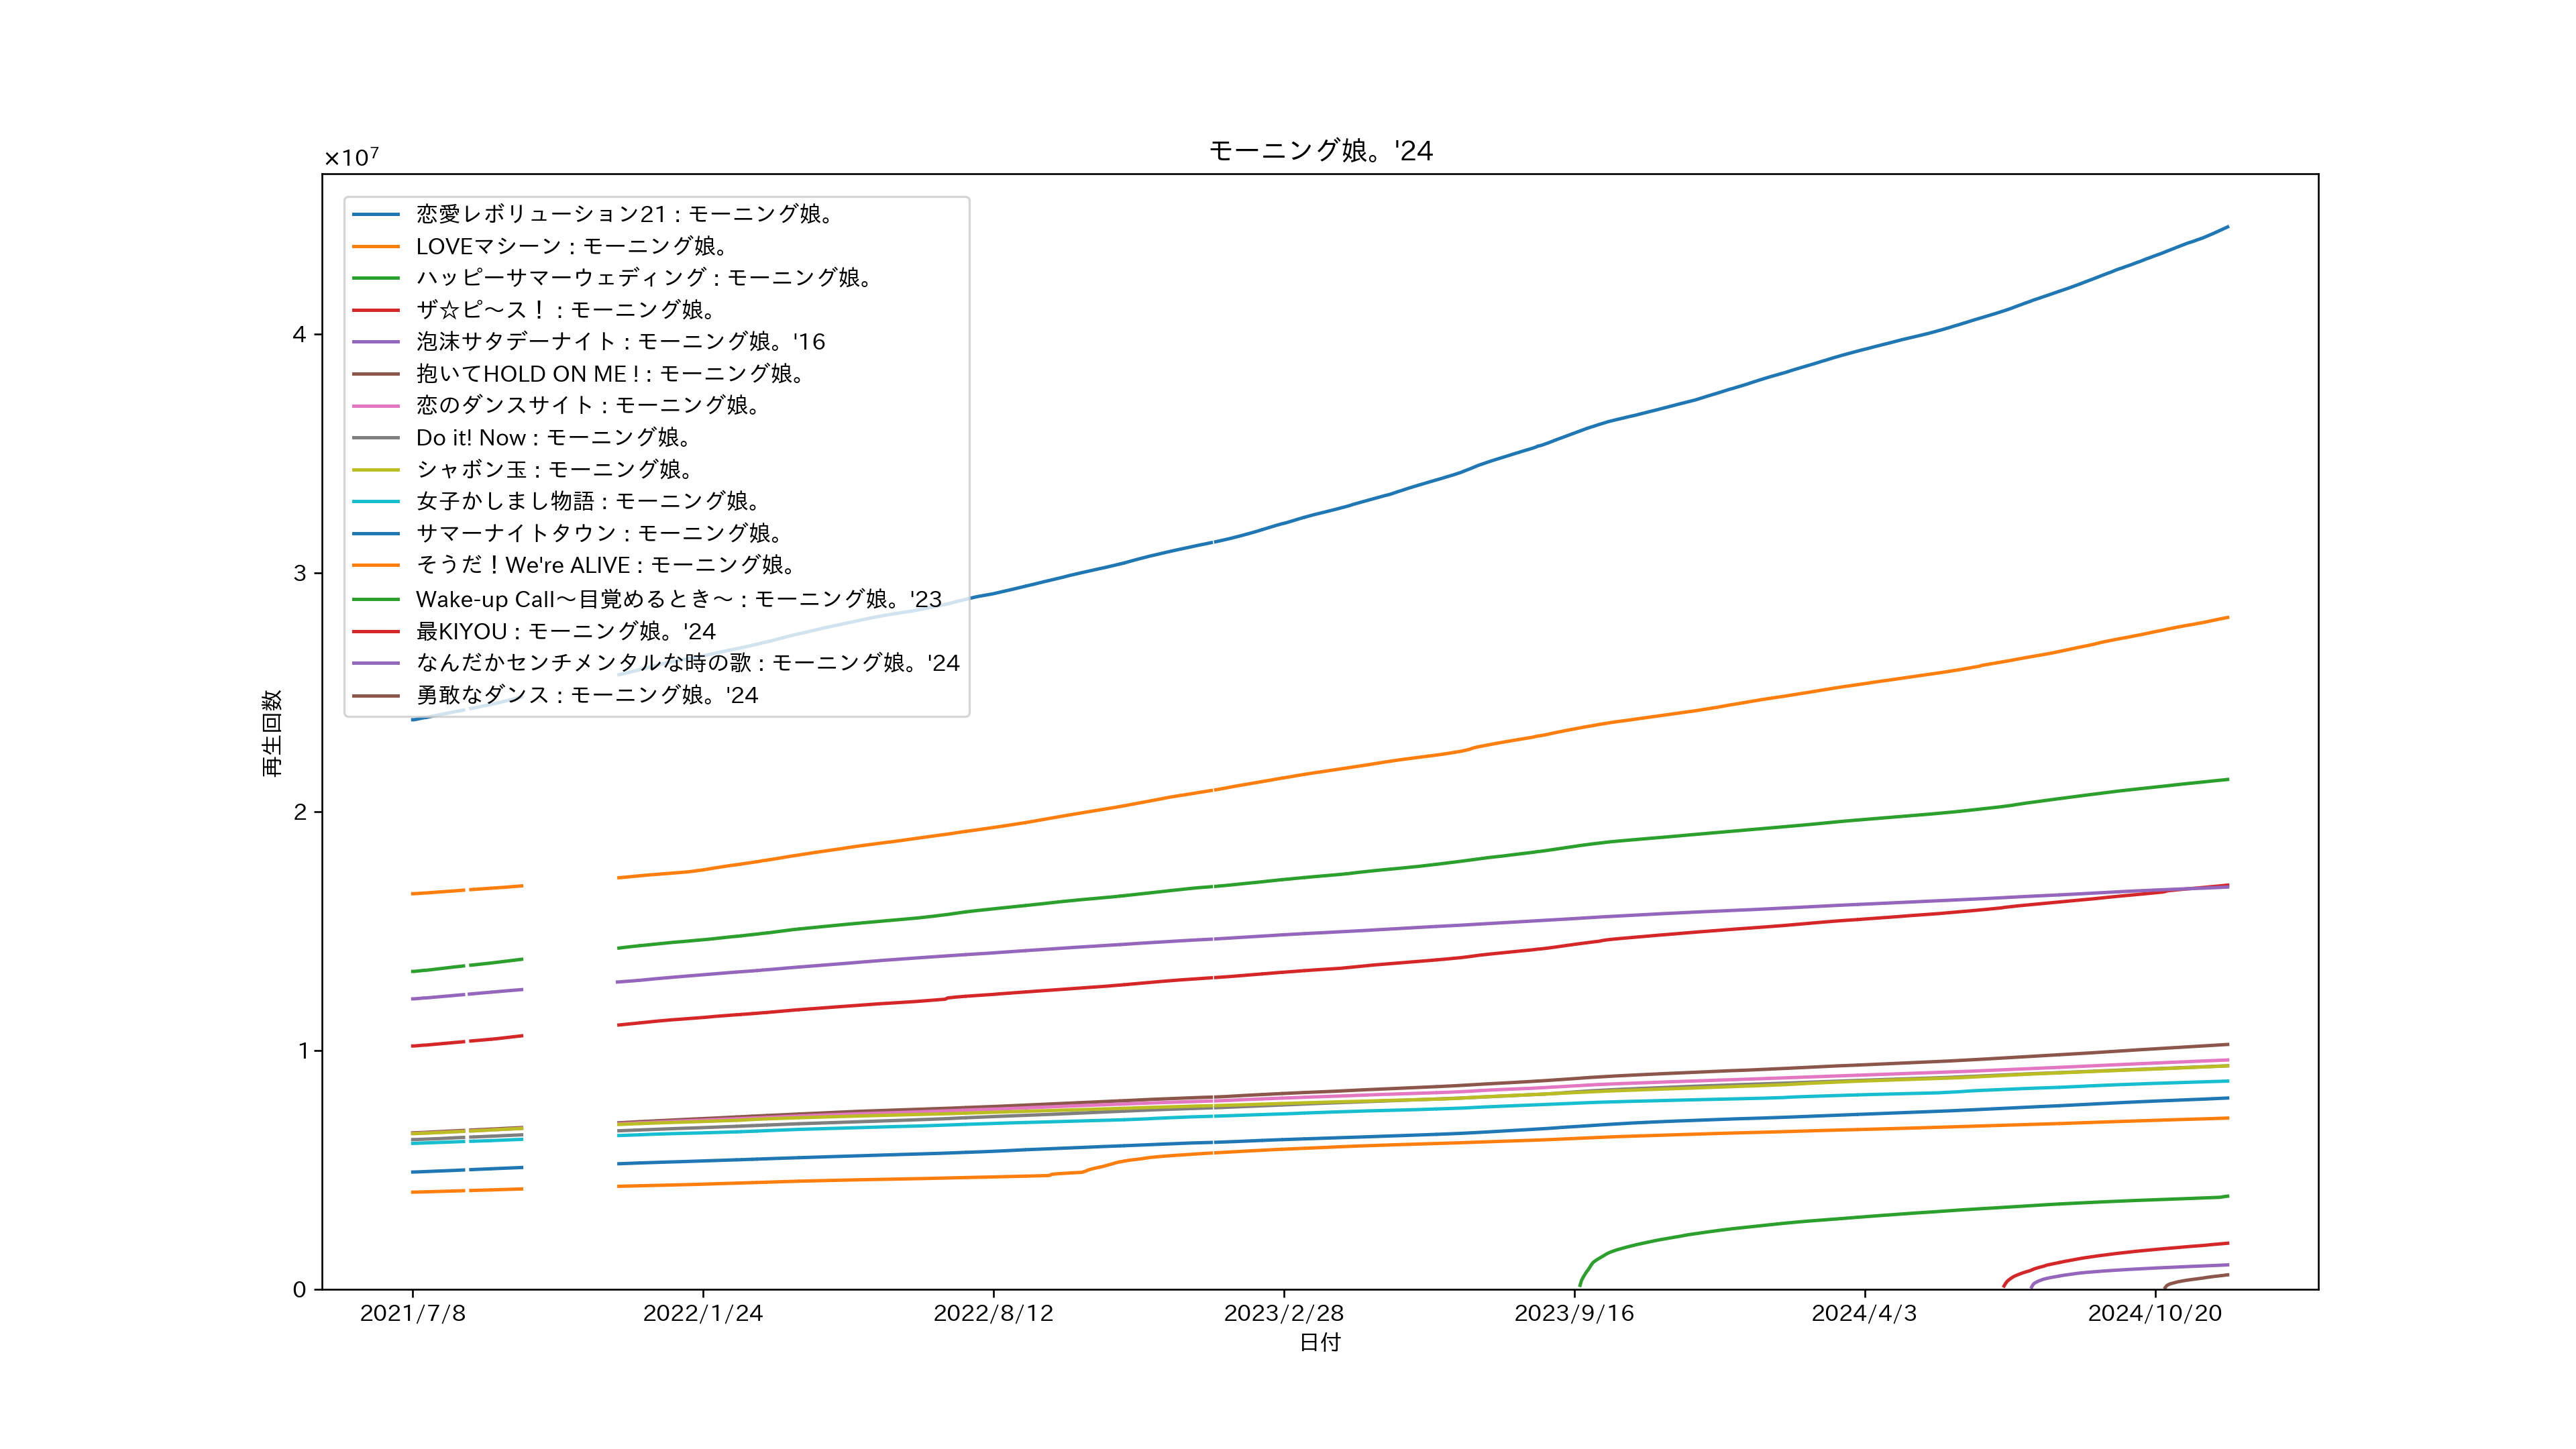 モーニング娘。'24
×10⁷
恋愛レボリューション21 : モーニング娘。
LOVEマシーン : モーニング娘。
ハッピーサマーウェディング : モーニング娘。
ザ☆ピ〜ス！ : モーニング娘。
泡沫サタデーナイト : モーニング娘。'16
抱いてHOLD ON ME ! : モーニング娘。
恋のダンスサイト : モーニング娘。
Do it! Now : モーニング娘。
シャボン玉 : モーニング娘。
女子かしまし物語 : モーニング娘。
サマーナイトタウン : モーニング娘。
そうだ！We're ALIVE : モーニング娘。
Wake-up Call〜目覚めるとき〜 : モーニング娘。'23
最KIYOU : モーニング娘。'24
なんだかセンチメンタルな時の歌 : モーニング娘。'24
勇敢なダンス : モーニング娘。'24
4
3
2
1
0
再生回数
2021/7/8
2022/1/24
2022/8/12
2023/2/28
2023/9/16
2024/4/3
2024/10/20
日付